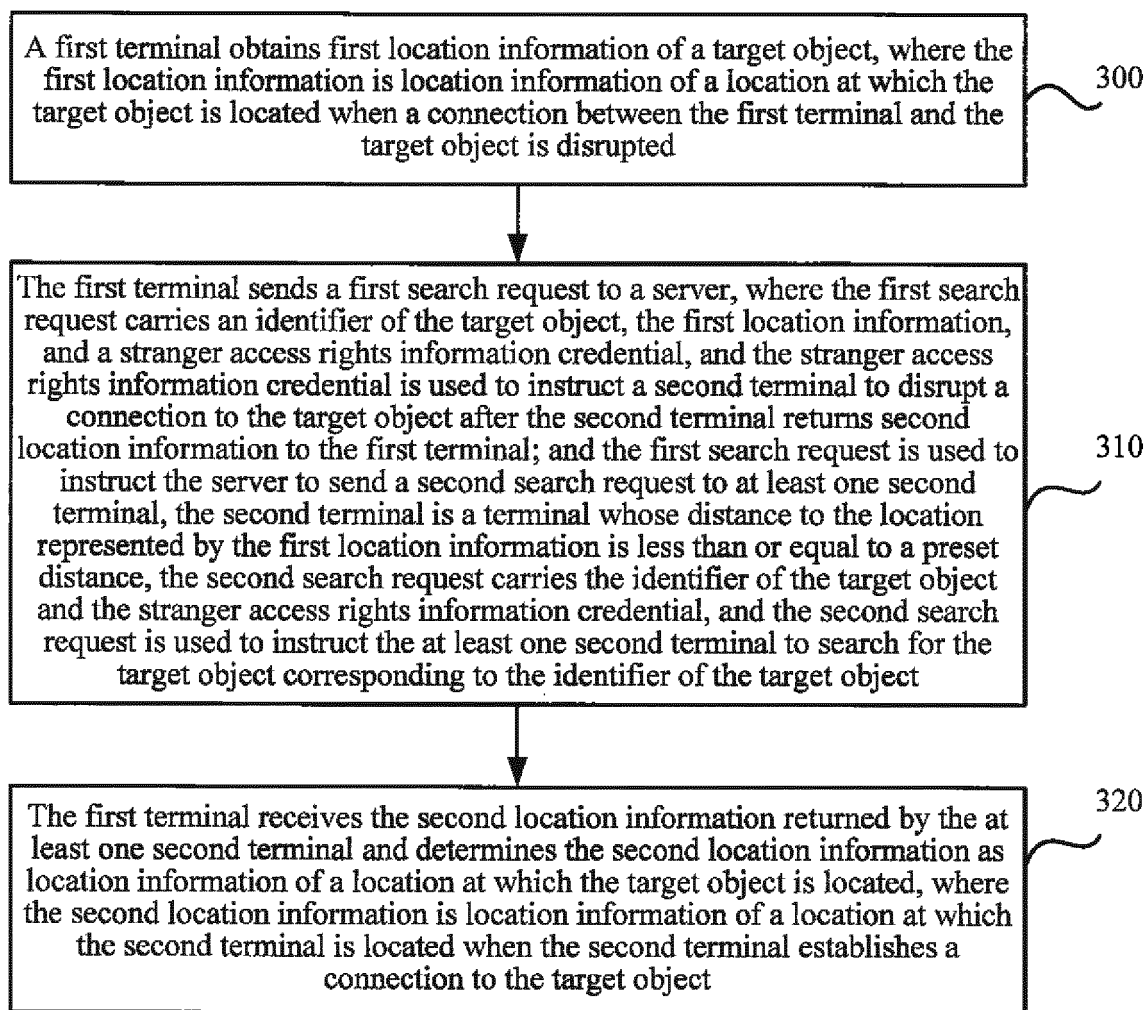 A first terminal obtains first location information of a target object, where the
first location information is location information of a location at which the
target object is located when a connection between the first terminal and the
target object is disrupted
300
The first terminal sends a first search request to a server, where the first search
request carries an identifier of the target object, the first location information,
and a stranger access rights information credential, and the stranger access
rights information credential is used to instruct a second terminal to disrupt a
connection to the target object after the second terminal returns second
location information to the first terminal; and the first search request is used to
instruct the server to send a second search request to at least one second
terminal, the second terminal is a terminal whose distance to the location
represented by the first location information is less than or equal to a preset
distance, the second search request carries the identifier of the target object
and the stranger access rights information credential, and the second search
request is used to instruct the at least one second terminal to search for the
target object corresponding to the identifier of the target object
310
The first terminal receives the second location information returned by the at
least one second terminal and determines the second location information as
location information of a location at which the target object is located, where
the second location information is location information of a location at which
the second terminal is located when the second terminal establishes a
connection to the target object
320